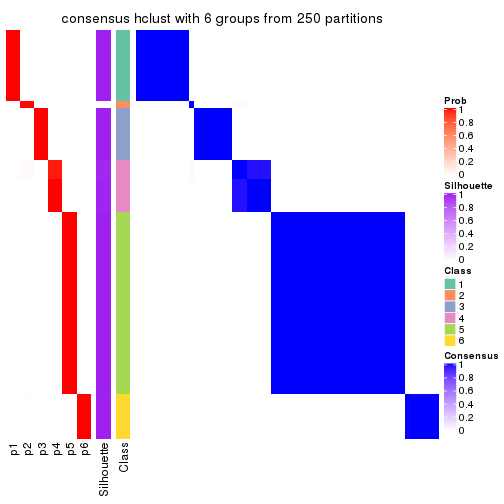 consensus hclust with 6 groups from 250 partitions
Prob
1
0.8
0.6
0.4
0.2
0
Silhouette
1
0.8
0.6
0.4
0.2
0
Class
1
2
3
4
5
6
Consensus
1
0.8
0.6
0.4
0.2
0
p1
p2
p3
p4
p5
p6
Silhouette
Class